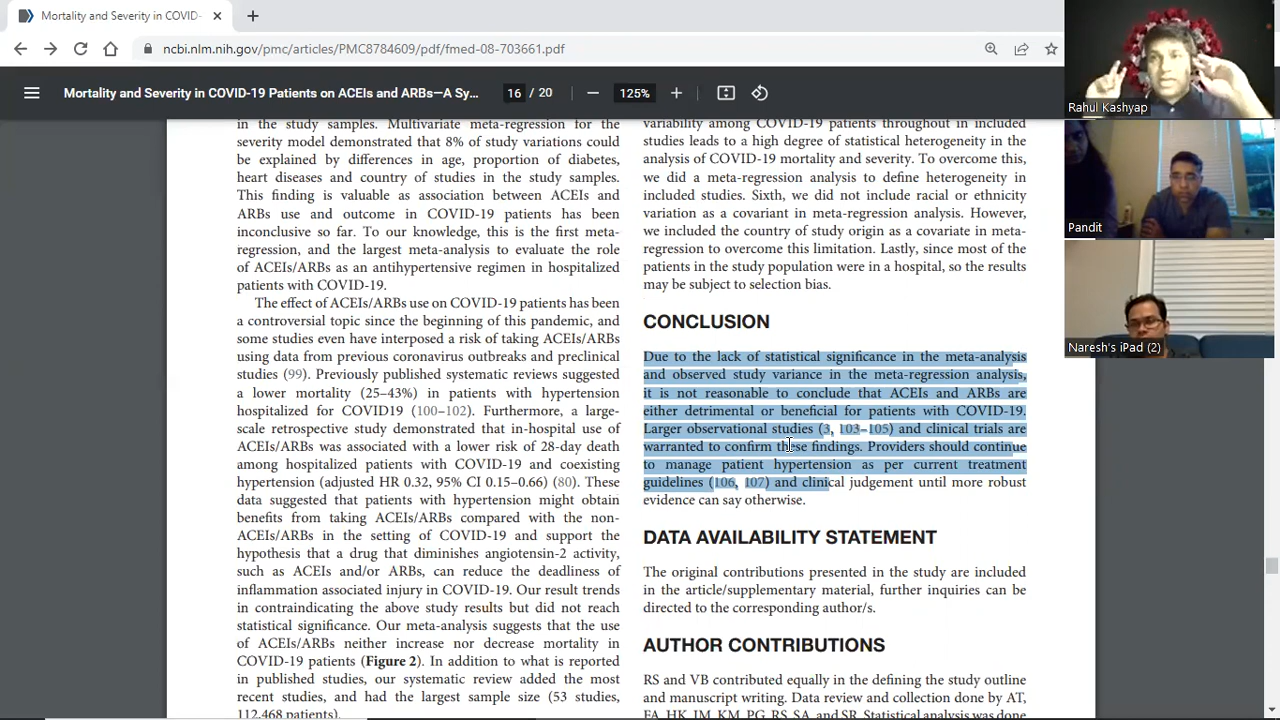 Mortality and Severity in COVID-
ncbi.nlm.nih.gov/pmc/articles/PMC8784609/pdf/fmed-08-703661.pdf
Mortality and Severity in COVID-19 Patients on ACEIs and ARBs—A Sy...
16 / 20
125%
in the study samples. Multivariate meta-regression for the
severity model demonstrated that 8% of study variations could
be explained by differences in age, proportion of diabetes,
heart diseases and country of studies in the study samples.
This finding is valuable as association between ACEIs and
ARBs use and outcome in COVID-19 patients has been
inconclusive so far. To our knowledge, this is the first meta-
regression, and the largest meta-analysis to evaluate the role
of ACEIs/ARBs as an antihypertensive regimen in hospitalized
patients with COVID-19.
The effect of ACEIs/ARBs use on COVID-19 patients has been
a controversial topic since the beginning of this pandemic, and
some studies even have interposed a risk of taking ACEIs/ARBs
using data from previous coronavirus outbreaks and preclinical
studies (99). Previously published systematic reviews suggested
a lower mortality (25–43%) in patients with hypertension
hospitalized for COVID19 (100–102). Furthermore, a large-
scale retrospective study demonstrated that in-hospital use of
ACEIs/ARBs was associated with a lower risk of 28-day death
among hospitalized patients with COVID-19 and coexisting
hypertension (adjusted HR 0.32, 95% CI 0.15–0.66) (80). These
data suggested that patients with hypertension might obtain
benefits from taking ACEIs/ARBs compared with the non-
ACEIs/ARBs in the setting of COVID-19 and support the
hypothesis that a drug that diminishes angiotensin-2 activity,
such as ACEIs and/or ARBs, can reduce the deadliness of
inflammation associated injury in COVID-19. Our result trends
in contraindicating the above study results but did not reach
statistical significance. Our meta-analysis suggests that the use
of ACEIs/ARBs neither increase nor decrease mortality in
COVID-19 patients (Figure 2). In addition to what is reported
in published studies, our systematic review added the most
recent studies, and had the largest sample size (53 studies,
112,468 patients).
variability among COVID-19 patients throughout in included
studies leads to a high degree of statistical heterogeneity in the
analysis of COVID-19 mortality and severity. To overcome this,
we did a meta-regression analysis to define heterogeneity in
included studies. Sixth, we did not include racial or ethnicity
variation as a covariant in meta-regression analysis. However,
we included the country of study origin as a covariate in meta-
regression to overcome this limitation. Lastly, since most of the
patients in the study population were in a hospital, so the results
may be subject to selection bias.
CONCLUSION
Due to the lack of statistical significance in the meta-analysis
and observed study variance in the meta-regression analysis,
it is not reasonable to conclude that ACEIs and ARBs are
either detrimental or beneficial for patients with COVID-19.
Larger observational studies (3, 103–105) and clinical trials are
warranted to confirm these findings. Providers should continue
to manage patient hypertension as per current treatment
guidelines (106, 107) and clinical judgement until more robust
evidence can say otherwise.
DATA AVAILABILITY STATEMENT
The original contributions presented in the study are included
in the article/supplementary material, further inquiries can be
directed to the corresponding author/s.
AUTHOR CONTRIBUTIONS
RS and VB contributed equally in the defining the study outline
and manuscript writing. Data review and collection done by AT,
FA, HK, JM, KM, PG, RS, SA, and SR. Statistical analysis was done
Rahul Kashyap
Pandit
Naresh's iPad (2)